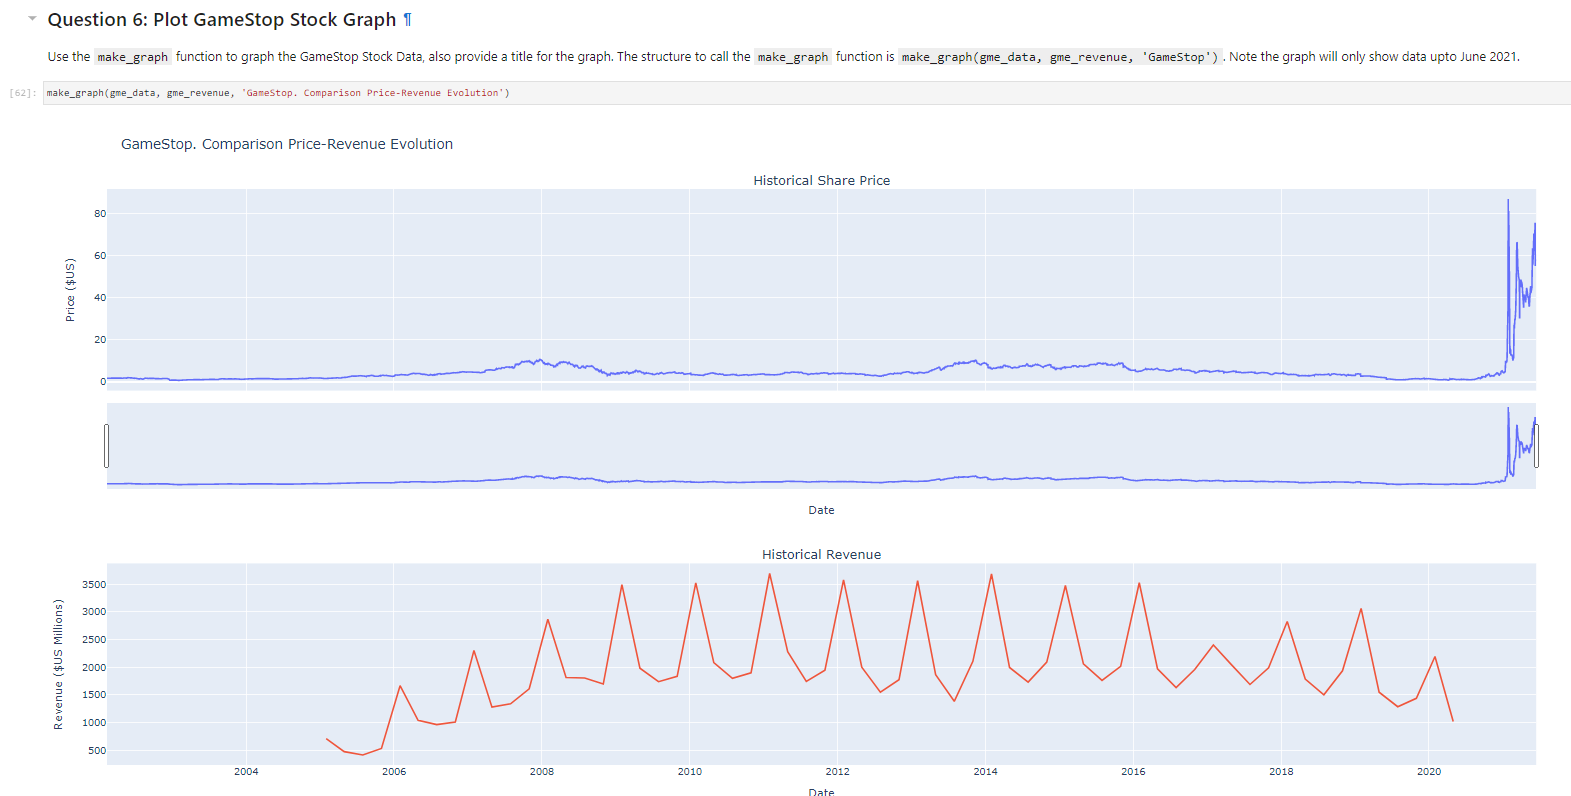 Question 6: Plot GameStop Stock Graph ¶
Use the make_graph function to graph the GameStop Stock Data, also provide a title for the graph. The structure to call the make_graph function is make_graph(gme_data, gme_revenue, 'GameStop'). Note the graph will only show data upto June 2021.
[62]: make_graph(gme_data, gme_revenue, 'GameStop. Comparison Price-Revenue Evolution')
GameStop. Comparison Price-Revenue Evolution
Historical Share Price
Price ($US)
80
60
40
20
0
Date
Historical Revenue
Revenue ($US Millions)
3500
3000
2500
2000
1500
1000
500
2004 2006 2008 2010 2012 2014 2016 2018 2020
Date